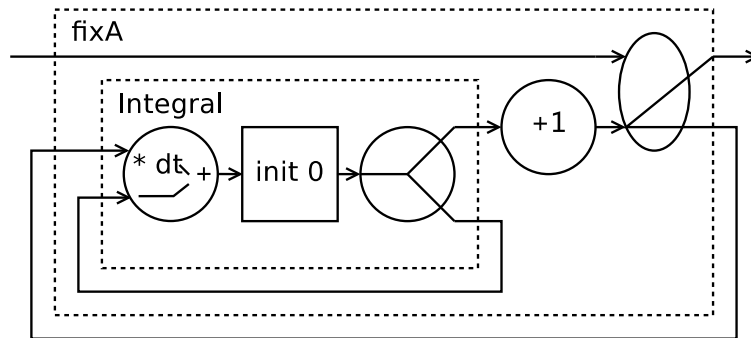 fixA
Integral
+1
* dt
+
init 0